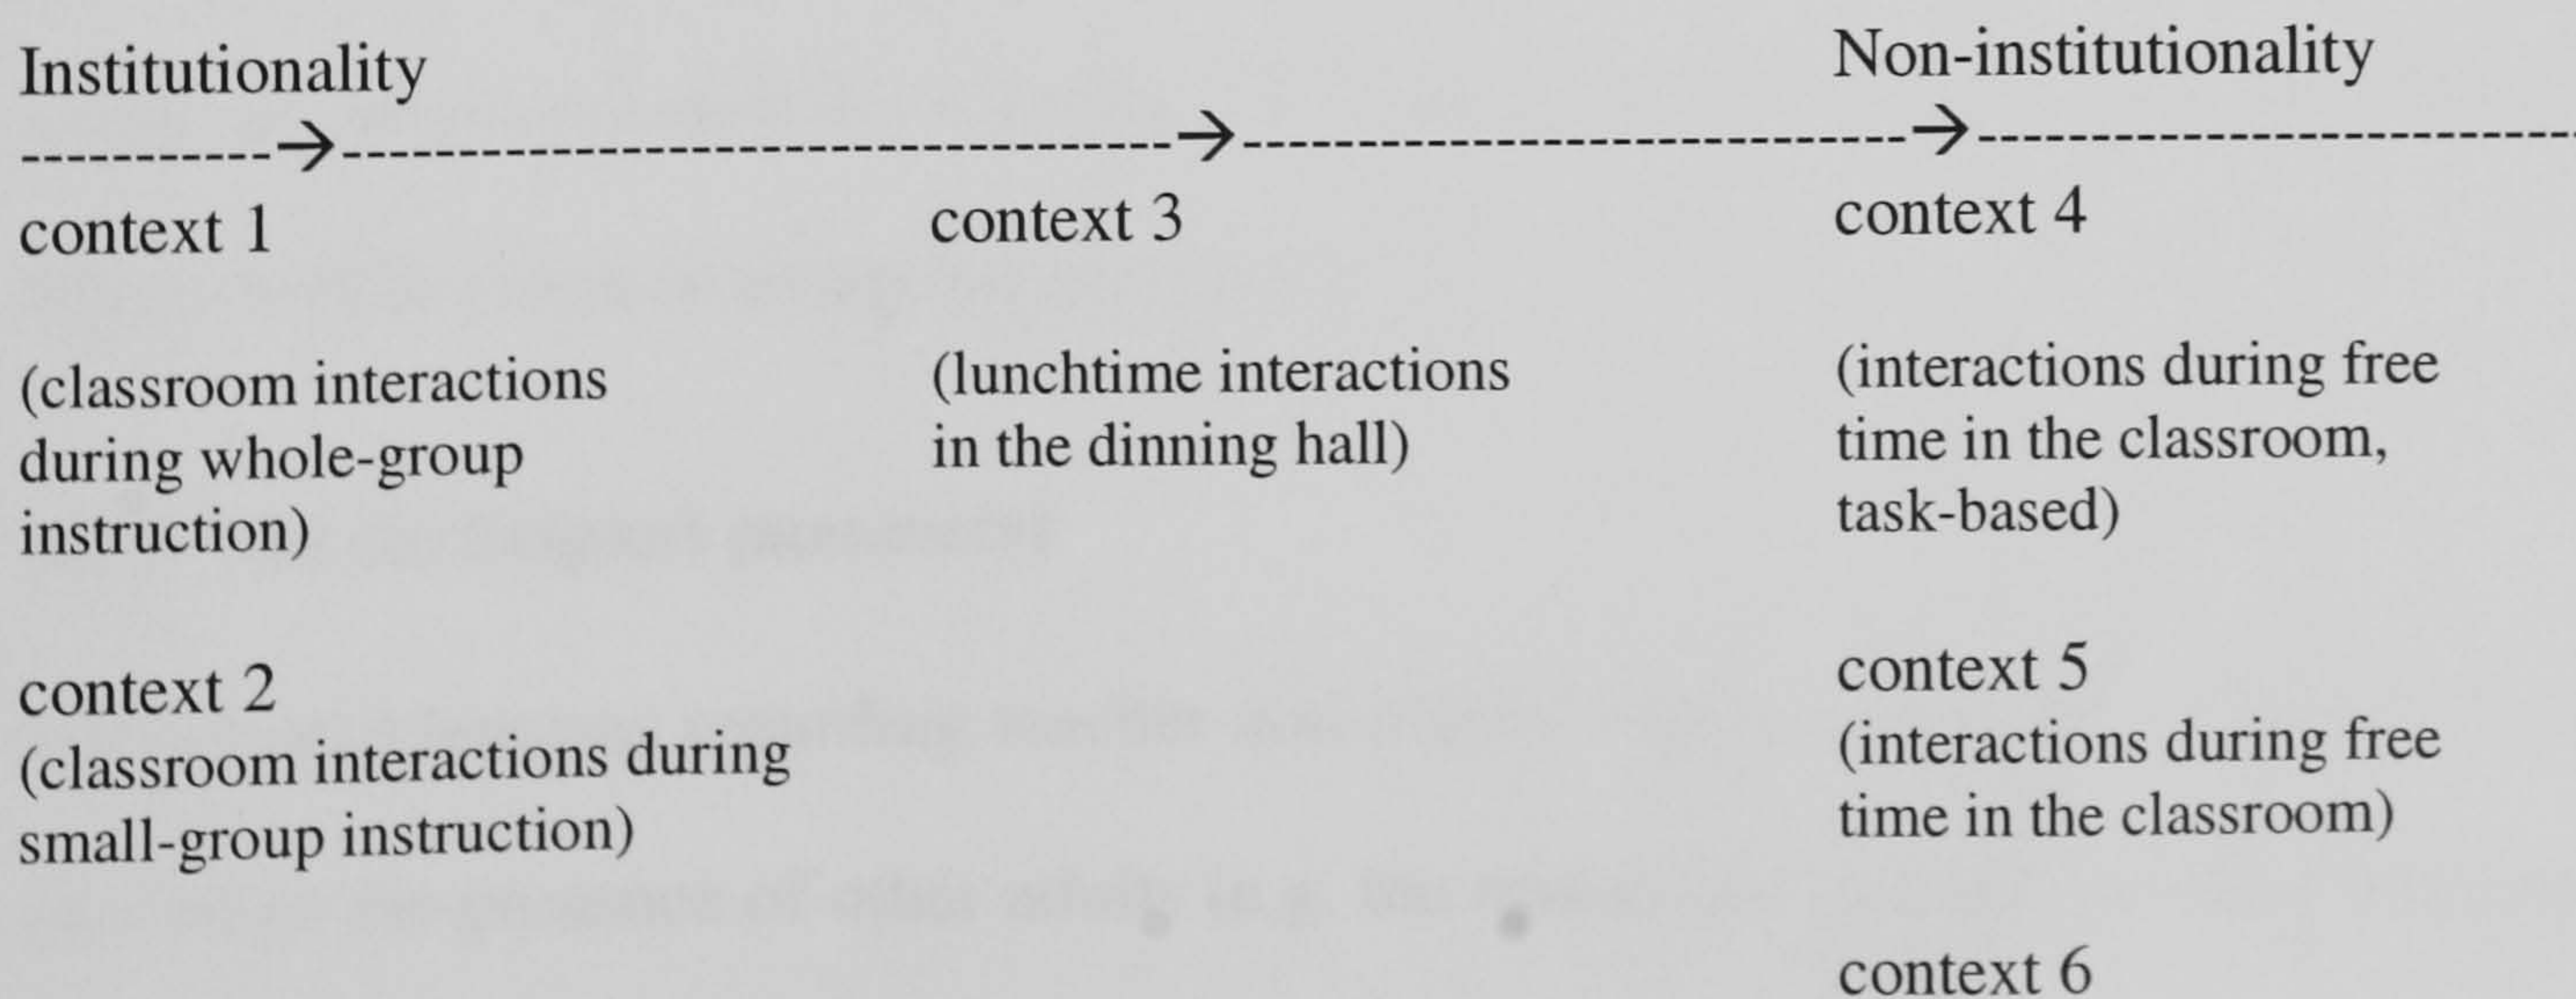 Institutionality
Non-institutionality
-----------→-----------------------------------→----------------------------→-------------------------
context 1
context 3
context 4
(classroom interactions
during whole-group
instruction)
(lunchtime interactions
in the dinning hall)
(interactions during free
time in the classroom,
task-based)
context 2
(classroom interactions during
small-group instruction)
context 5
(interactions during free
time in the classroom)
context 6